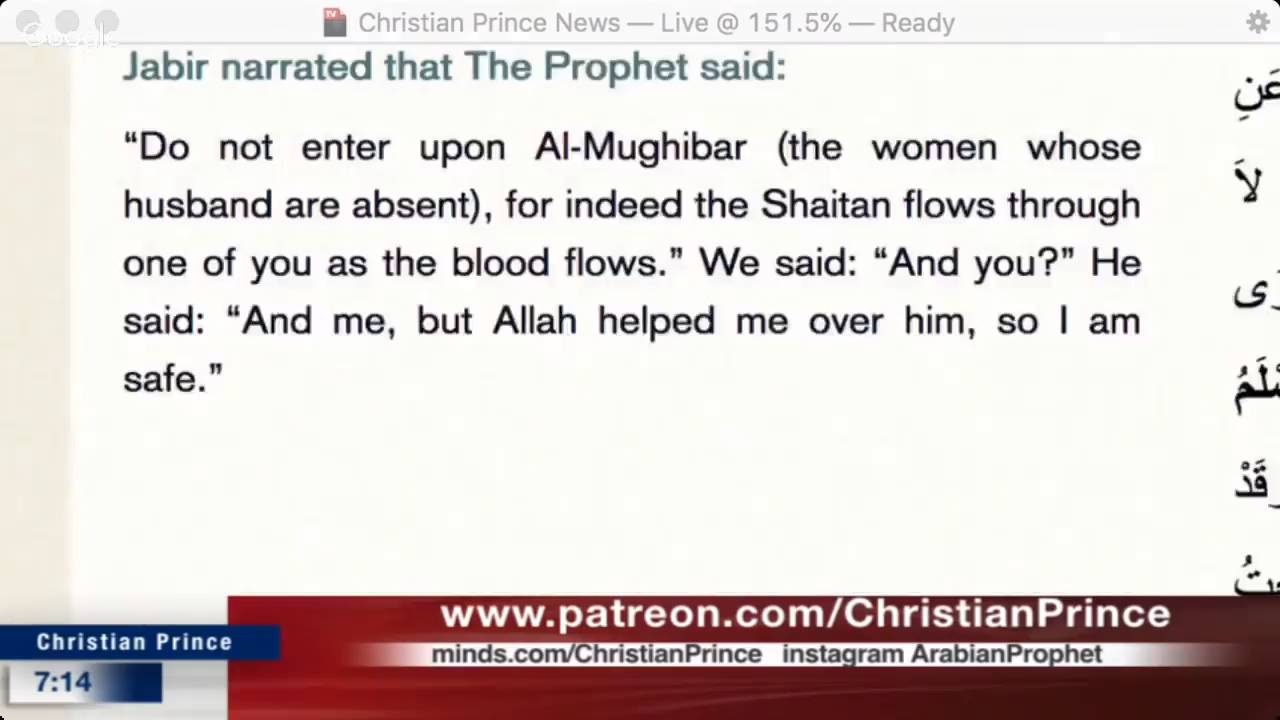 Christian Prince News — Live @ 151.5% — Ready
Google
Jabir narrated that The Prophet said:
“Do not enter upon Al-Mughibar (the women whose
husband are absent), for indeed the Shaitan flows through
one of you as the blood flows.” We said: “And you?” He
said: “And me, but Allah helped me over him, so I am
safe.”
عَنِ
لاَ
قَدْ
www.patreon.com/ChristianPrince
Christian Prince
minds.com/ChristianPrince instagram ArabianProphet
7:14